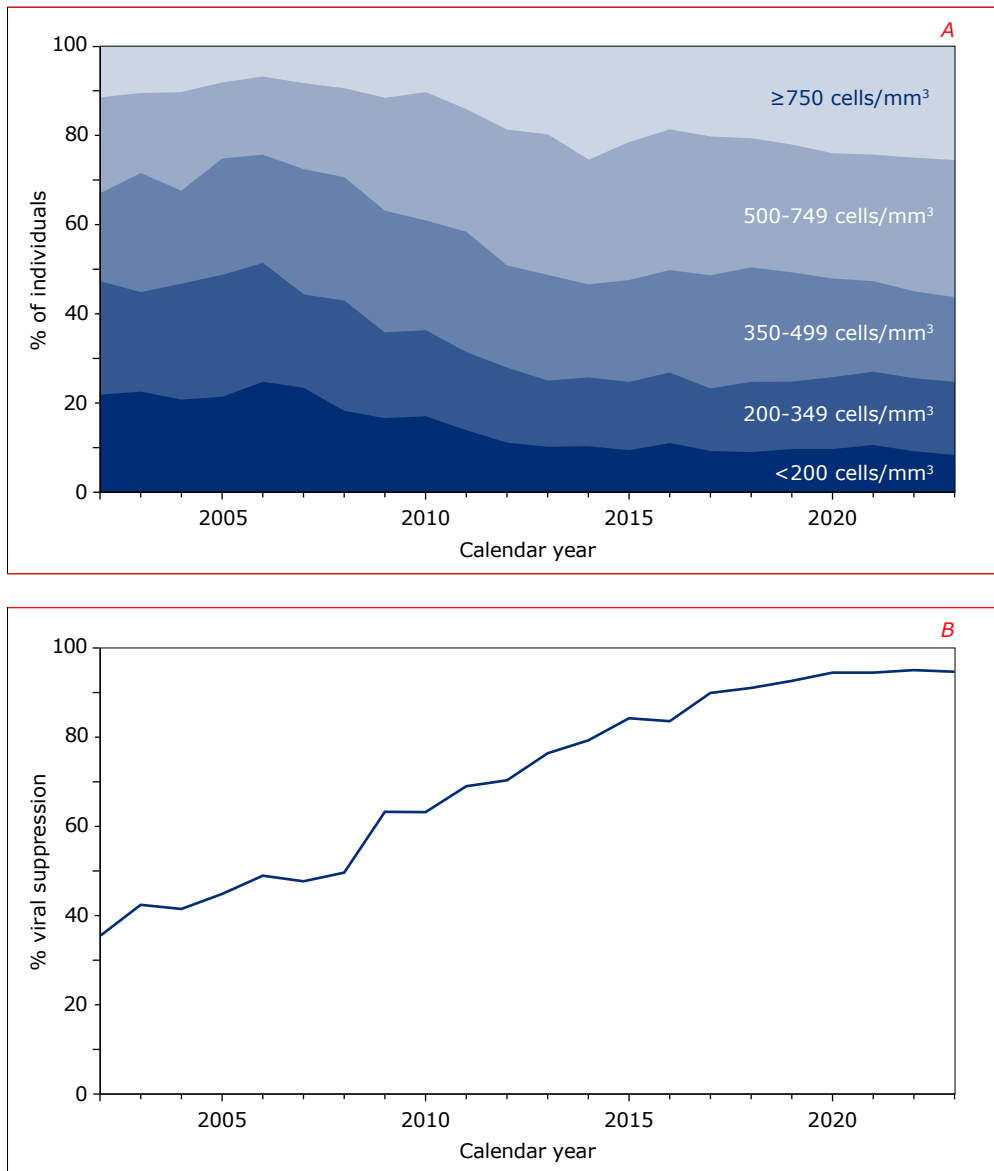 A
100
80
60
40
20
0
% of individuals
≥750 cells/mm³
500-749 cells/mm³
350-499 cells/mm³
200-349 cells/mm³
<200 cells/mm³
2005 2010 2015 2020
Calendar year
B
100
80
60
40
20
0
% viral suppression
2005 2010 2015 2020
Calendar year